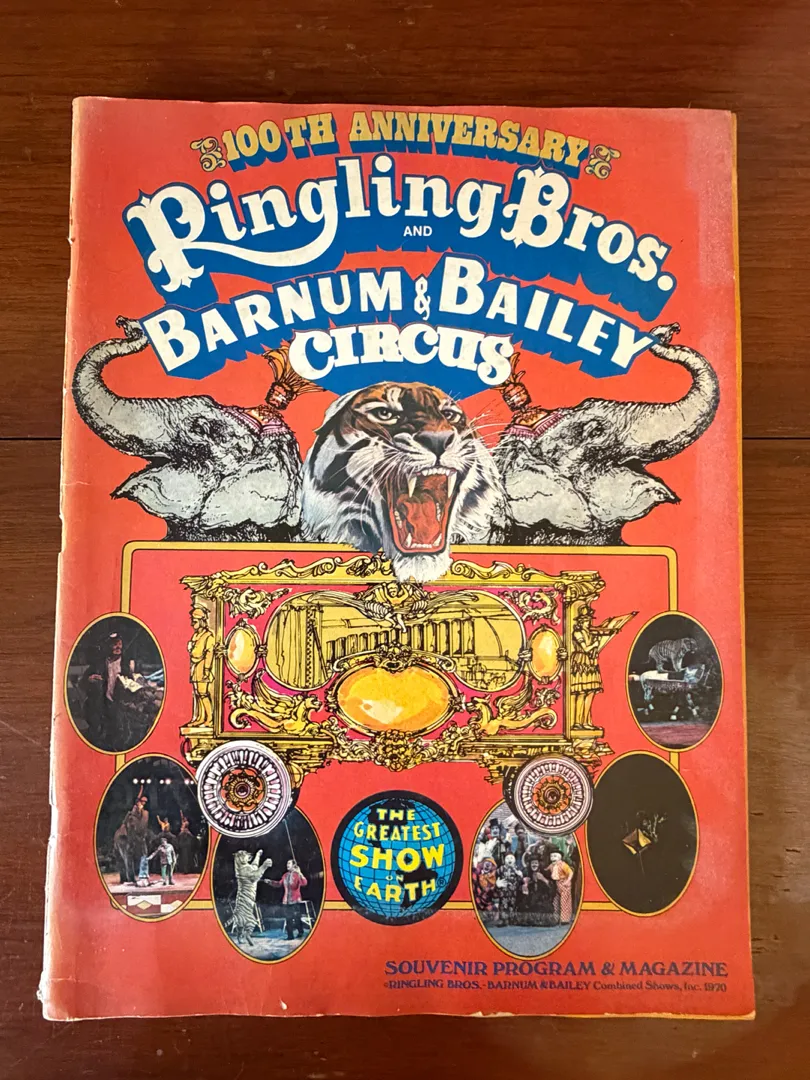 100TH ANNIVERSARY
Ringling Bros.
AND
BARNUM & BAILEY
CIRCUS
THE
GREATEST
SHOW
ON
EARTH®
SOUVENIR PROGRAM & MAGAZINE
©RINGLING BROS.-BARNUM & BAILEY Combined Shows, Inc. 1970